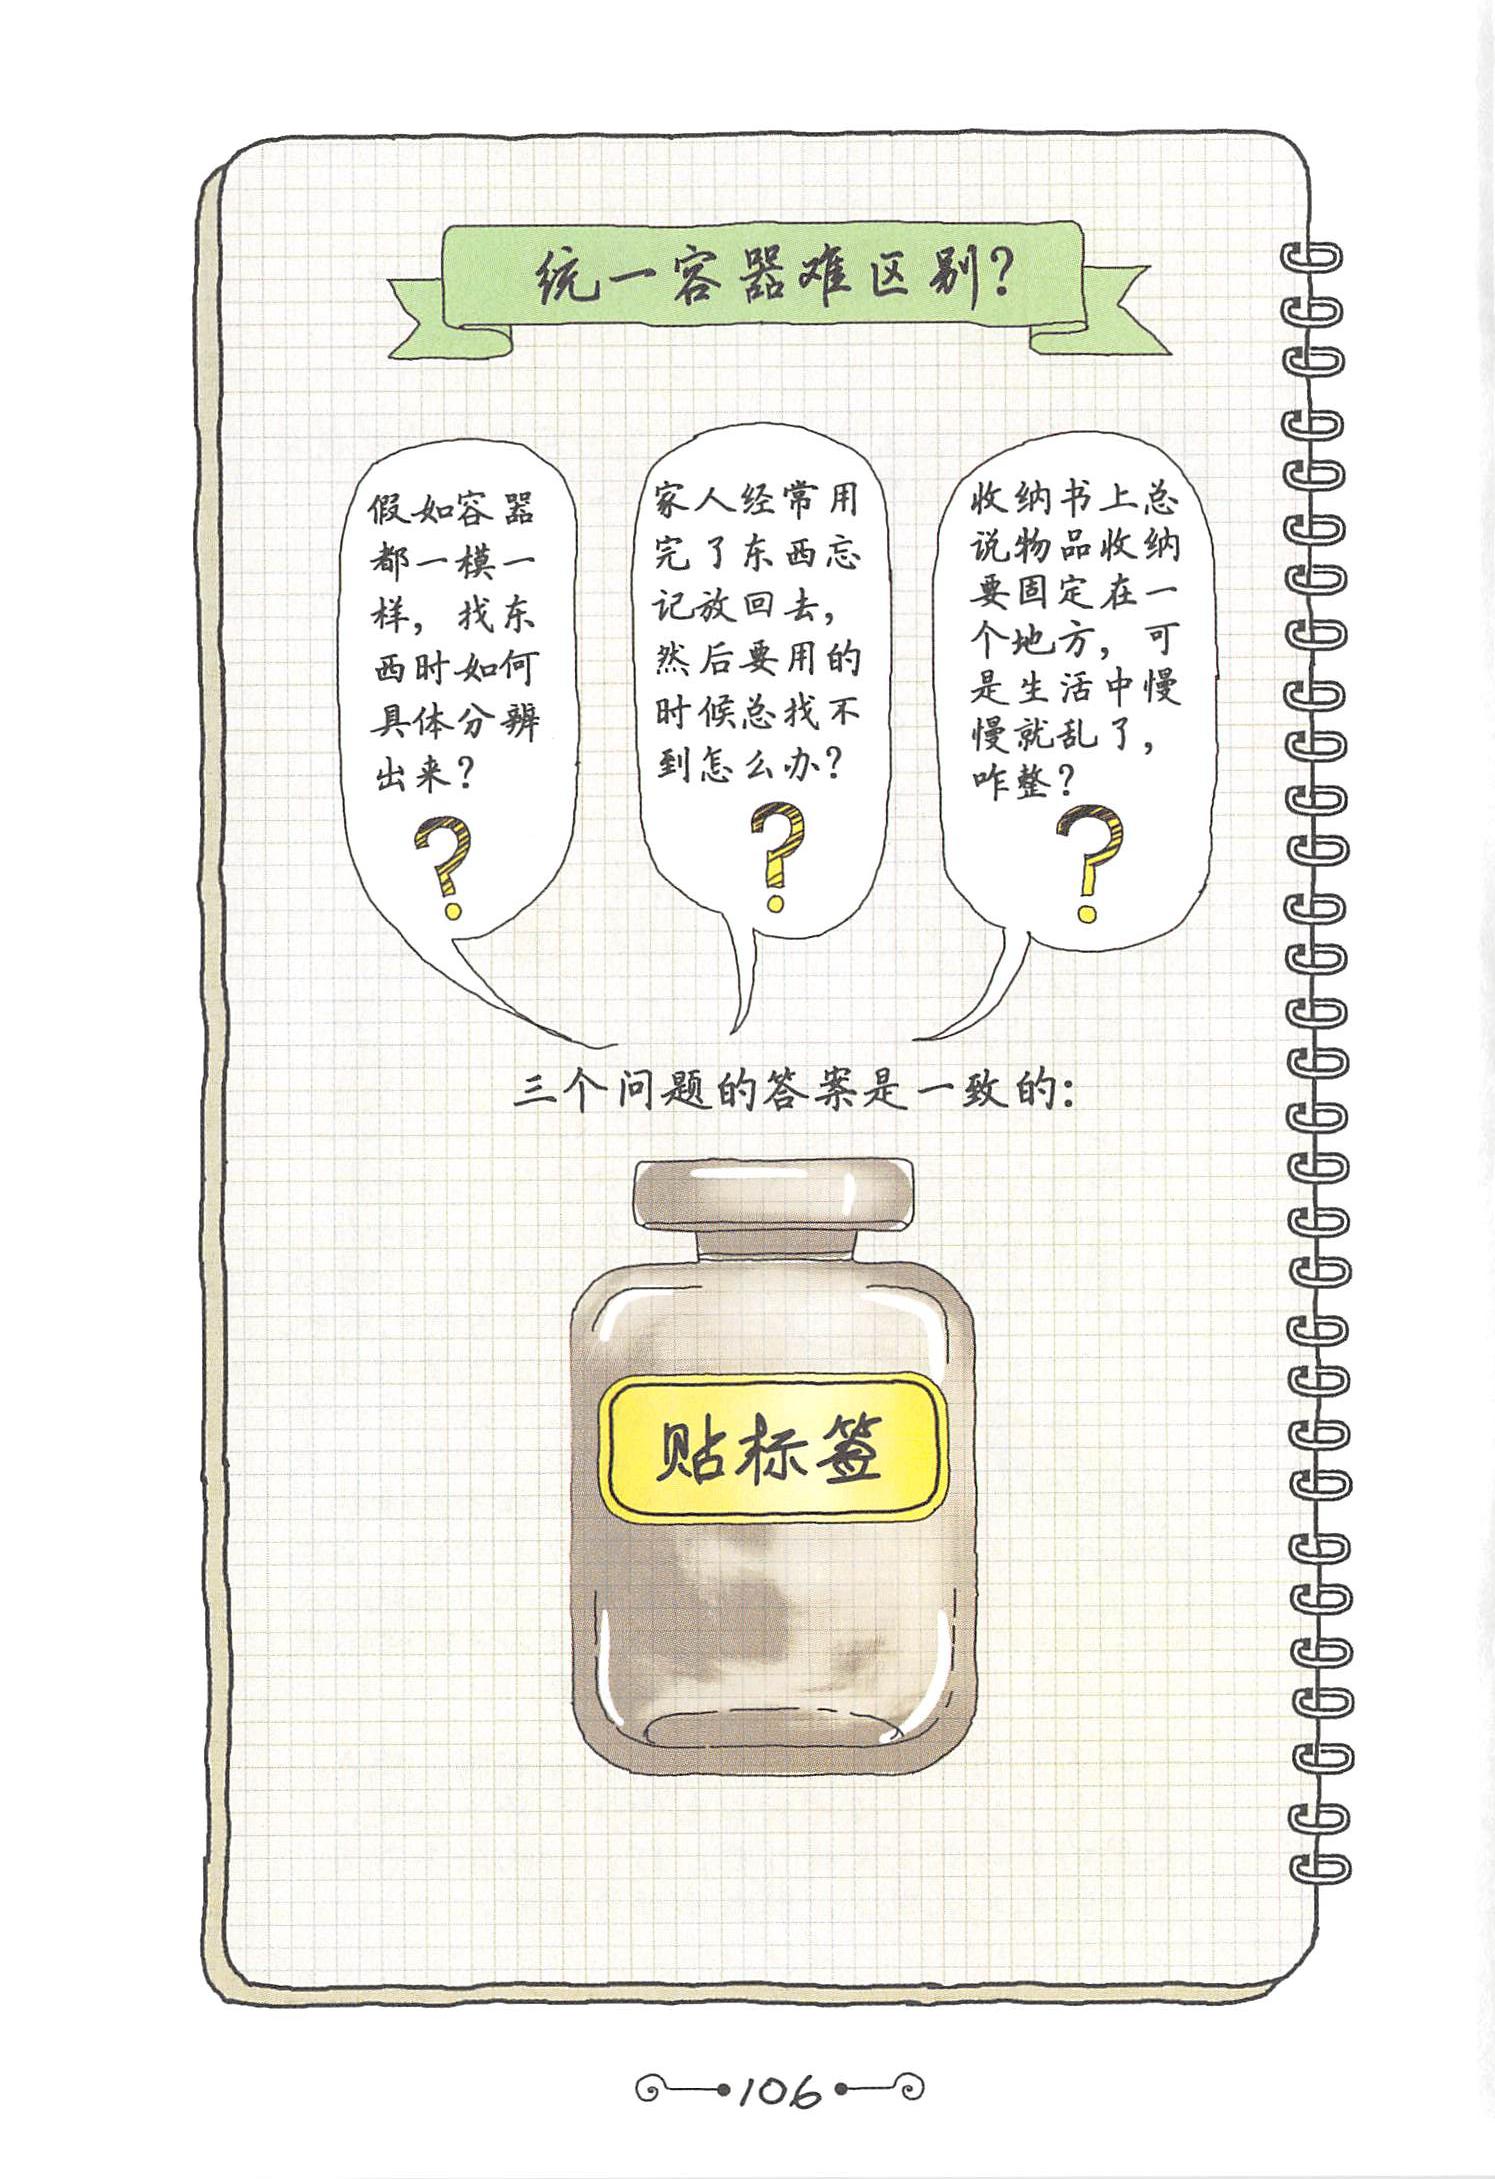 统一容器难区别？
假如容器
都一模一
样，找东
西时如何
具体分辨
出来？
?
家人经常用
完了东西忘
记放回去，
然后要用的
时候总找不
到怎么办？
?
收纳书上总
说物品收纳
要固定在一
个地方，可
是生活中慢
慢就乱了，
咋整？
?
三个问题的答案是一致的：
贴标签
106